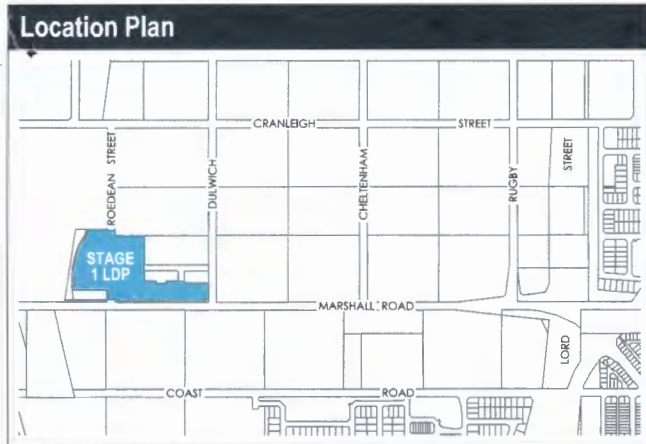 Location Plan
CRANLEIGH STREET
ROEDEAN STREET
DULWICH
CHELTENHAM
RUGBY
STREET
STAGE
1 LDP
MARSHALL ROAD
LORD
COAST ROAD